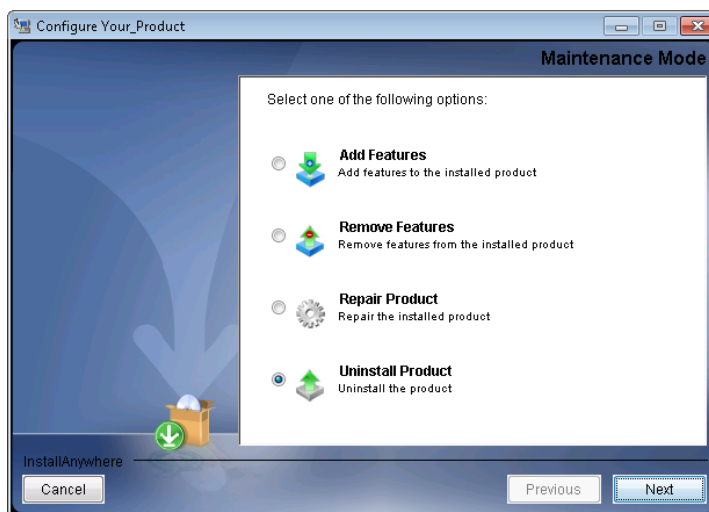 Configure Your_Product
Maintenance Mode
Select one of the following options:
Add Features
Add features to the installed product
Remove Features
Remove features from the installed product
Repair Product
Repair the installed product
Uninstall Product
Uninstall the product
InstallAnywhere
Cancel
Previous
Next